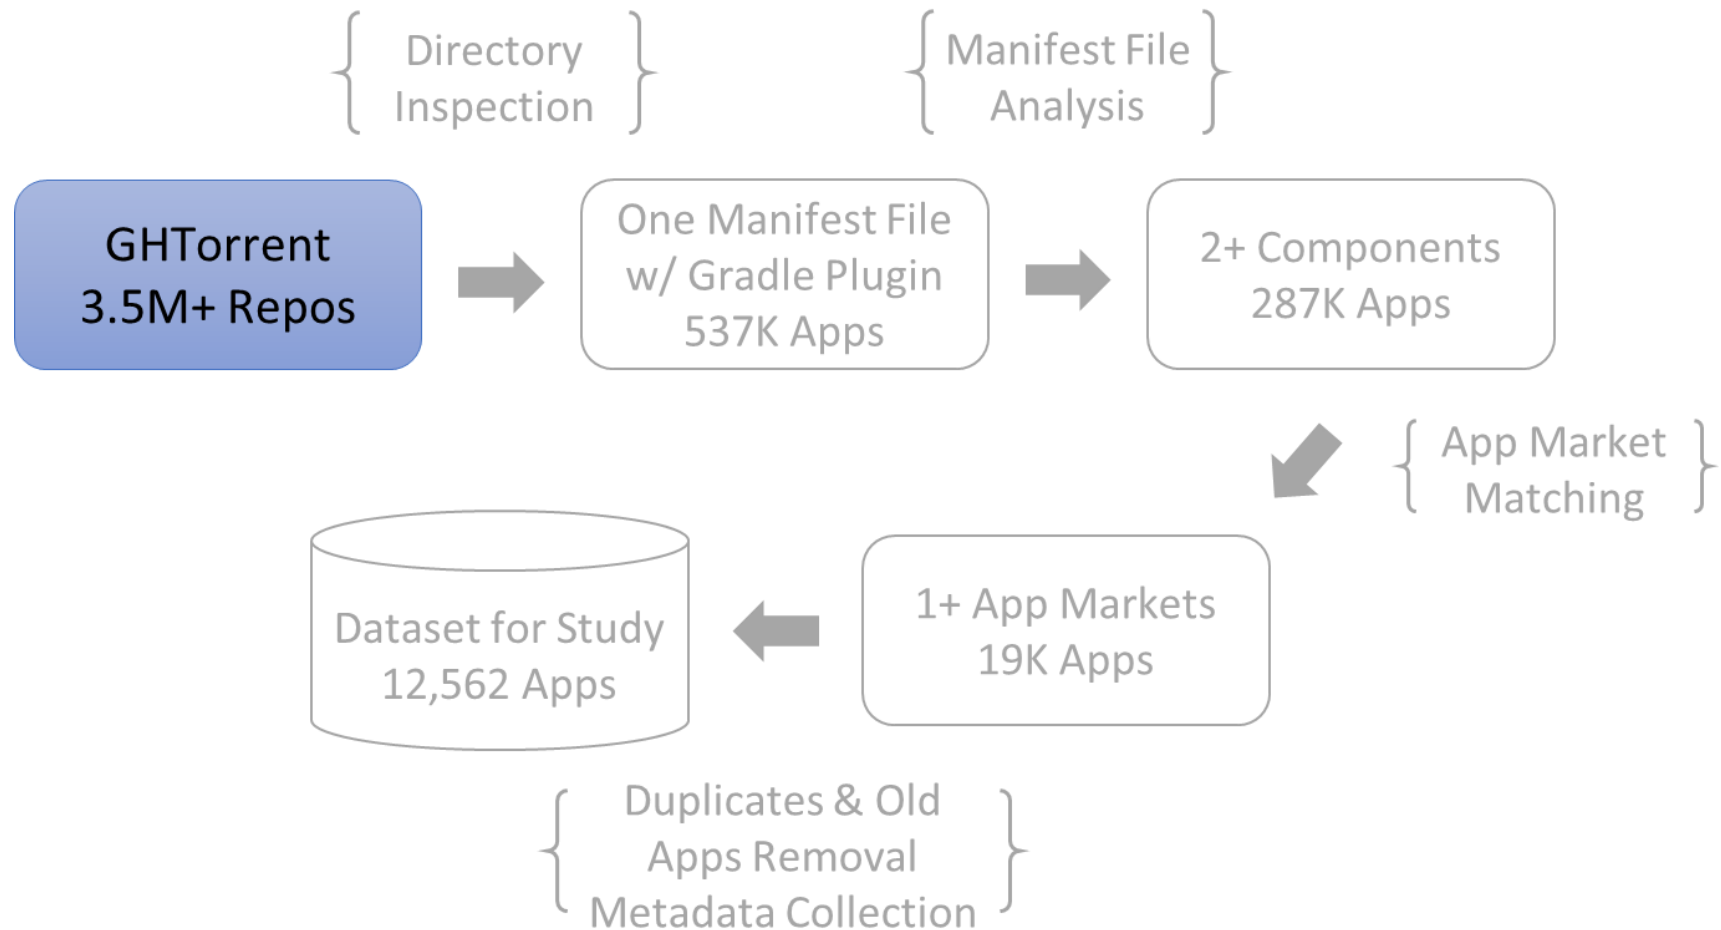 Directory
Inspection
Manifest File
Analysis
GHTorrent
3.5M+ Repos
One Manifest File
w/ Gradle Plugin
537K Apps
2+ Components
287K Apps
App Market
Matching
1+ App Markets
19K Apps
Dataset for Study
12,562 Apps
Duplicates & Old
Apps Removal
Metadata Collection